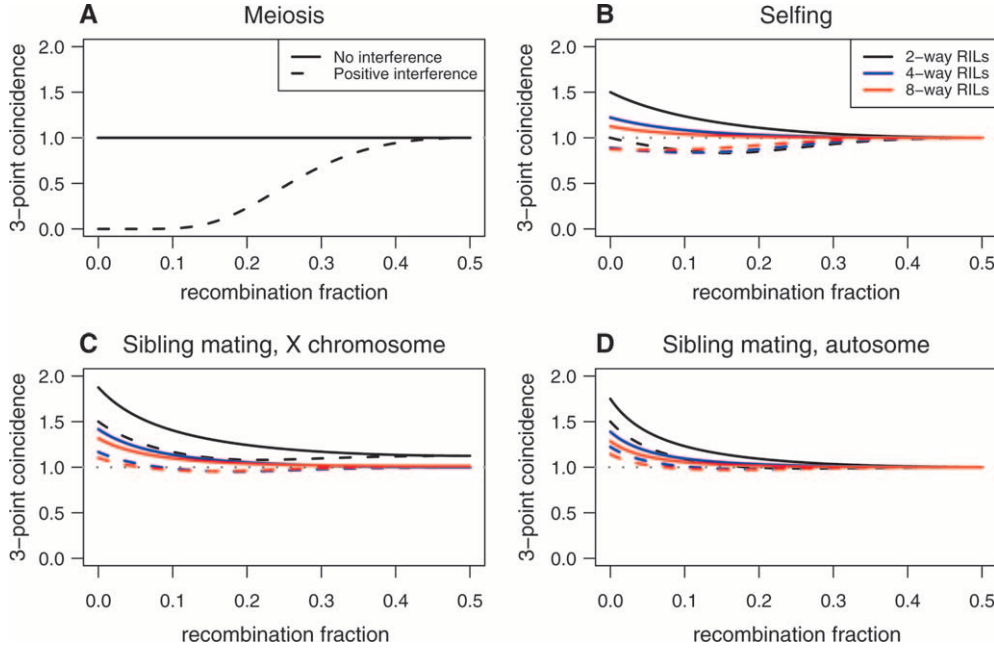 A Meiosis
3-point coincidence
2.0
1.5
1.0
0.5
0.0
No interference
Positive interference
0.0 0.1 0.2 0.3 0.4 0.5
recombination fraction
B Selfing
3-point coincidence
2.0
1.5
1.0
0.5
0.0
2-way RILs
4-way RILs
8-way RILs
0.0 0.1 0.2 0.3 0.4 0.5
recombination fraction
C Sibling mating, X chromosome
3-point coincidence
2.0
1.5
1.0
0.5
0.0
0.0 0.1 0.2 0.3 0.4 0.5
recombination fraction
D Sibling mating, autosome
3-point coincidence
2.0
1.5
1.0
0.5
0.0
0.0 0.1 0.2 0.3 0.4 0.5
recombination fraction